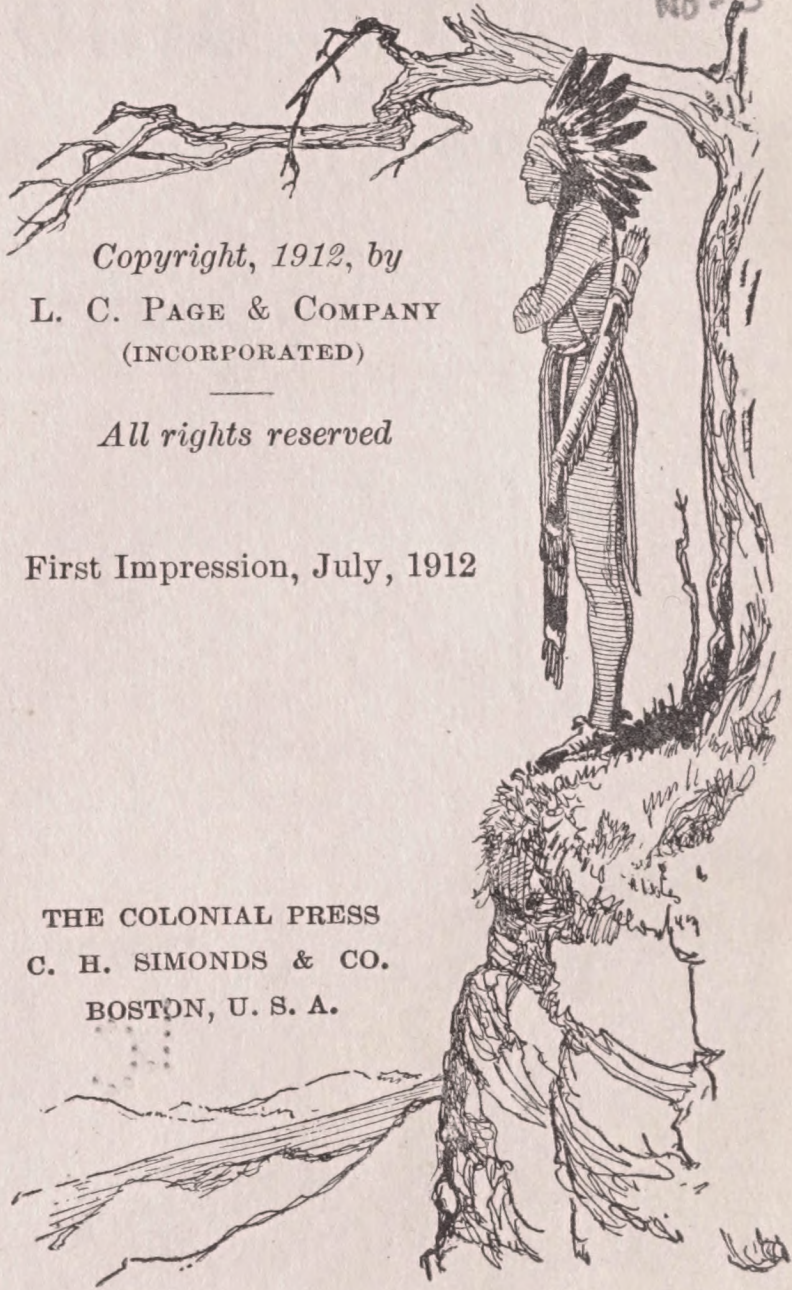 Copyright, 1912, by
L. C. PAGE & COMPANY
(INCORPORATED)
All rights reserved
First Impression, July, 1912
THE COLONIAL PRESS
C. H. SIMONDS & CO.
BOSTON, U. S. A.